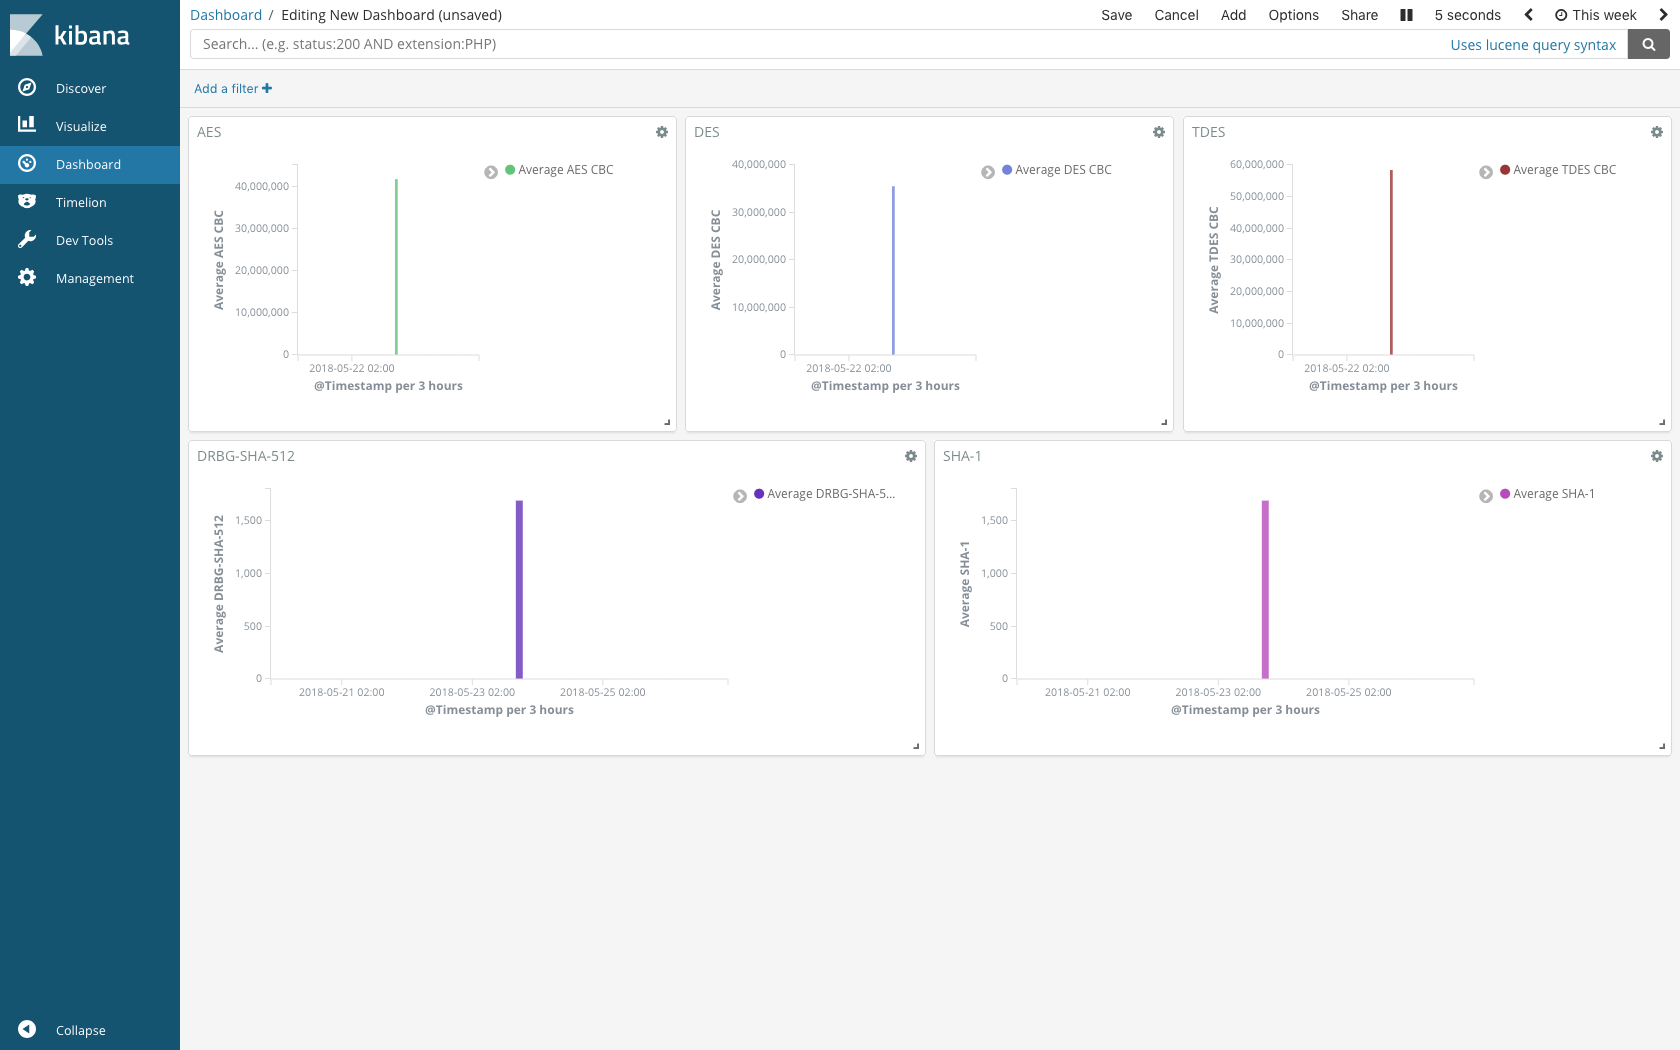 kibana
Discover
Visualize
Dashboard
Timelion
Dev Tools
Management
Collapse
Dashboard / Editing New Dashboard (unsaved)
Save Cancel Add Options Share 5 seconds This week
Search... (e.g. status:200 AND extension:PHP) Uses lucene query syntax
Add a filter
AES
Average AES CBC
40,000,000
30,000,000
20,000,000
10,000,000
0
2018-05-22 02:00
@Timestamp per 3 hours
Average AES CBC
DES
Average DES CBC
40,000,000
30,000,000
20,000,000
10,000,000
0
2018-05-22 02:00
@Timestamp per 3 hours
Average DES CBC
TDES
Average TDES CBC
60,000,000
50,000,000
40,000,000
30,000,000
20,000,000
10,000,000
0
2018-05-22 02:00
@Timestamp per 3 hours
Average TDES CBC
DRBG-SHA-512
Average DRBG-SHA-512
1,500
1,000
500
0
2018-05-21 02:00 2018-05-23 02:00 2018-05-25 02:00
@Timestamp per 3 hours
Average DRBG-SHA-5...
SHA-1
Average SHA-1
1,500
1,000
500
0
2018-05-21 02:00 2018-05-23 02:00 2018-05-25 02:00
@Timestamp per 3 hours
Average SHA-1